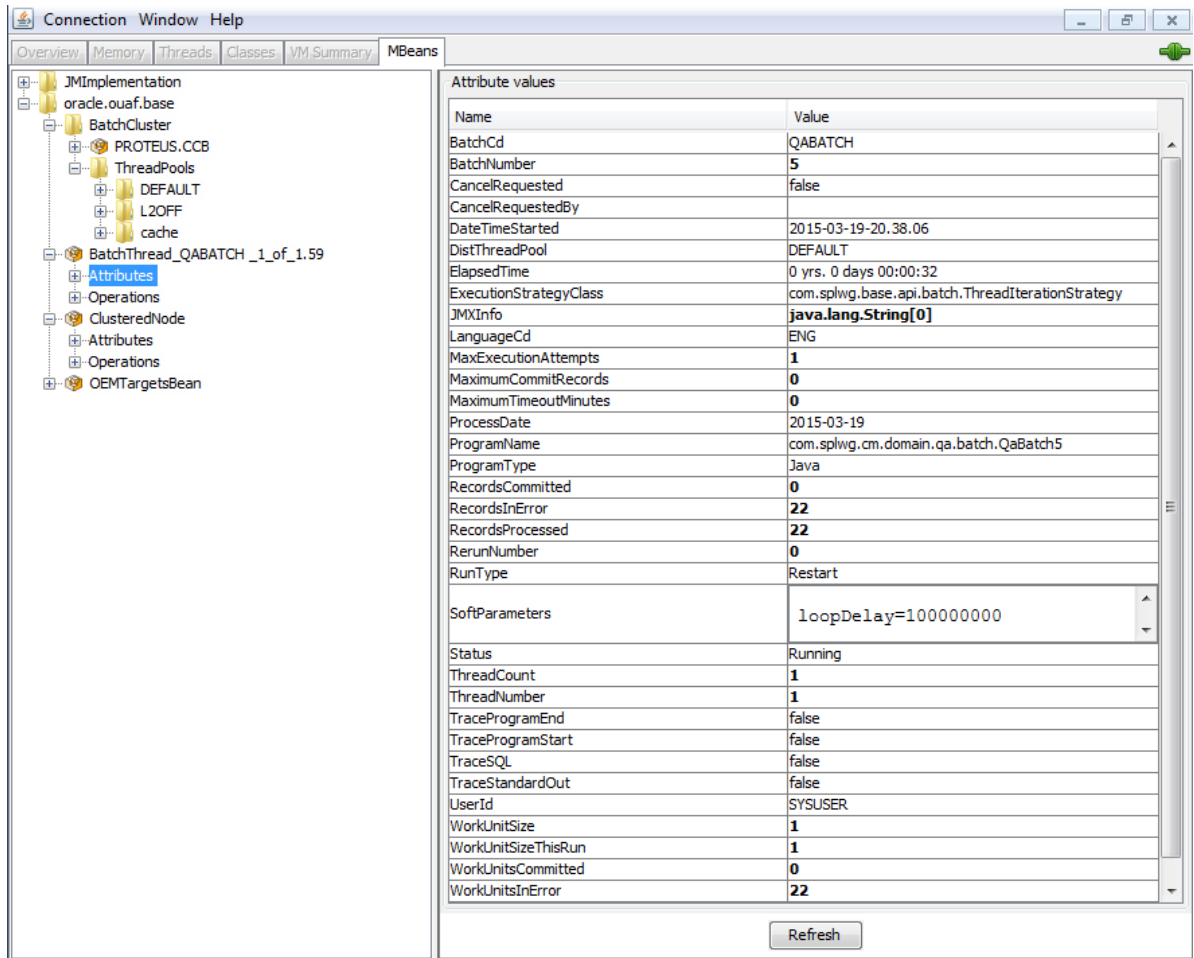 Connection Window Help
Overview Memory Threads Classes VM Summary MBeans
JMImplementation
oracle.ouaf.base
BatchCluster
PROTEUS.CCB
ThreadPools
DEFAULT
L2OFF
cache
BatchThread_QABATCH _1_of_1.59
Attributes
Operations
ClusteredNode
Attributes
Operations
OEMTargetsBean
Attribute values
Name Value
BatchCd QABATCH
BatchNumber 5
CancelRequested false
CancelRequestedBy
DateTimeStarted 2015-03-19-20.38.06
DistThreadPool DEFAULT
ElapsedTime 0 yrs. 0 days 00:00:32
ExecutionStrategyClass com.splwg.base.api.batch.ThreadIterationStrategy
JMXInfo java.lang.String[0]
LanguageCd ENG
MaxExecutionAttempts 1
MaximumCommitRecords 0
MaximumTimeoutMinutes 0
ProcessDate 2015-03-19
ProgramName com.splwg.cm.domain.qa.batch.QaBatch5
ProgramType Java
RecordsCommitted 0
RecordsInError 22
RecordsProcessed 22
RerunNumber 0
RunType Restart
SoftParameters loopDelay=100000000
Status Running
ThreadCount 1
ThreadNumber 1
TraceProgramEnd false
TraceProgramStart false
TraceSQL false
TraceStandardOut false
UserId SYSUSER
WorkUnitSize 1
WorkUnitSizeThisRun 1
WorkUnitsCommitted 0
WorkUnitsInError 22
Refresh